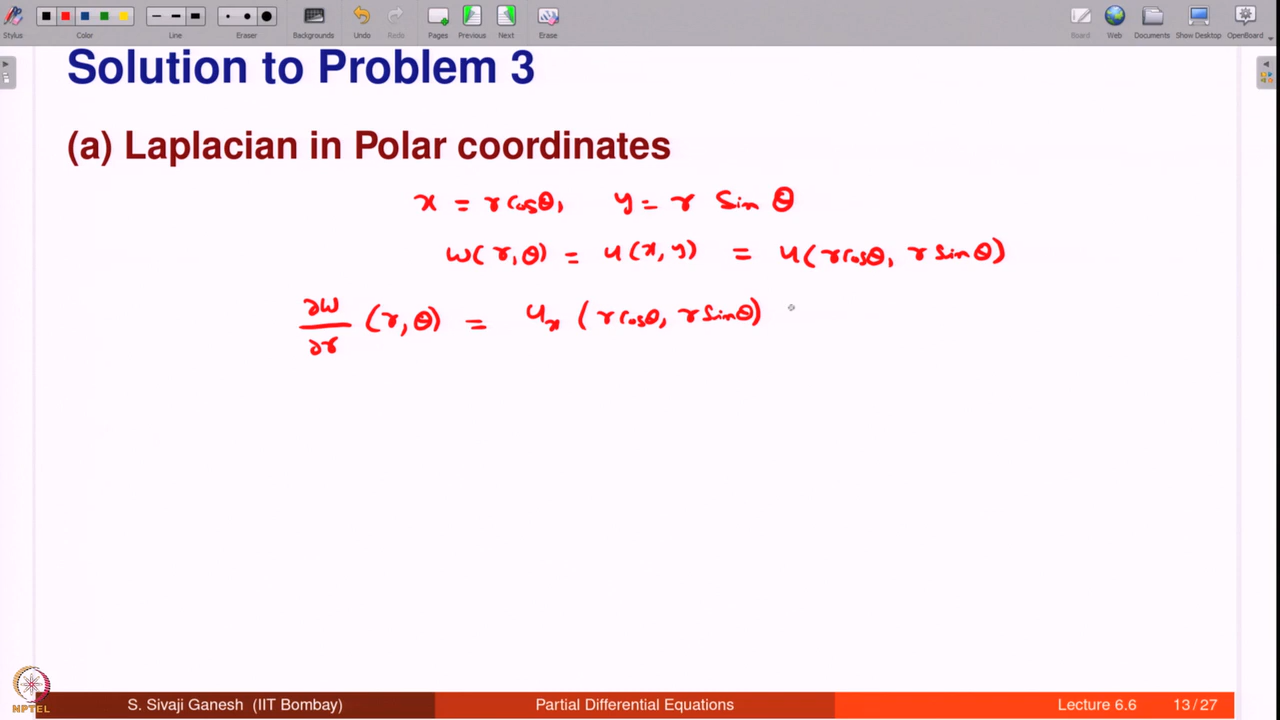 Stylus
Line
Eraser
Backgrounds
Undo
Redo
Pages
Previous
Next
Erase
Board
Web
Documents
Show Desktop
OpenBoard
Solution to Problem 3
(a) Laplacian in Polar coordinates
x = r cosθ, y = r Sin θ
w(r, θ) = u(x, y) = u(r cosθ, r sinθ)
∂w/∂r (r, θ) = u_x (r cosθ, r sinθ)
NPTEL
S. Sivaji Ganesh (IIT Bombay) Partial Differential Equations Lecture 6.6 13 / 27